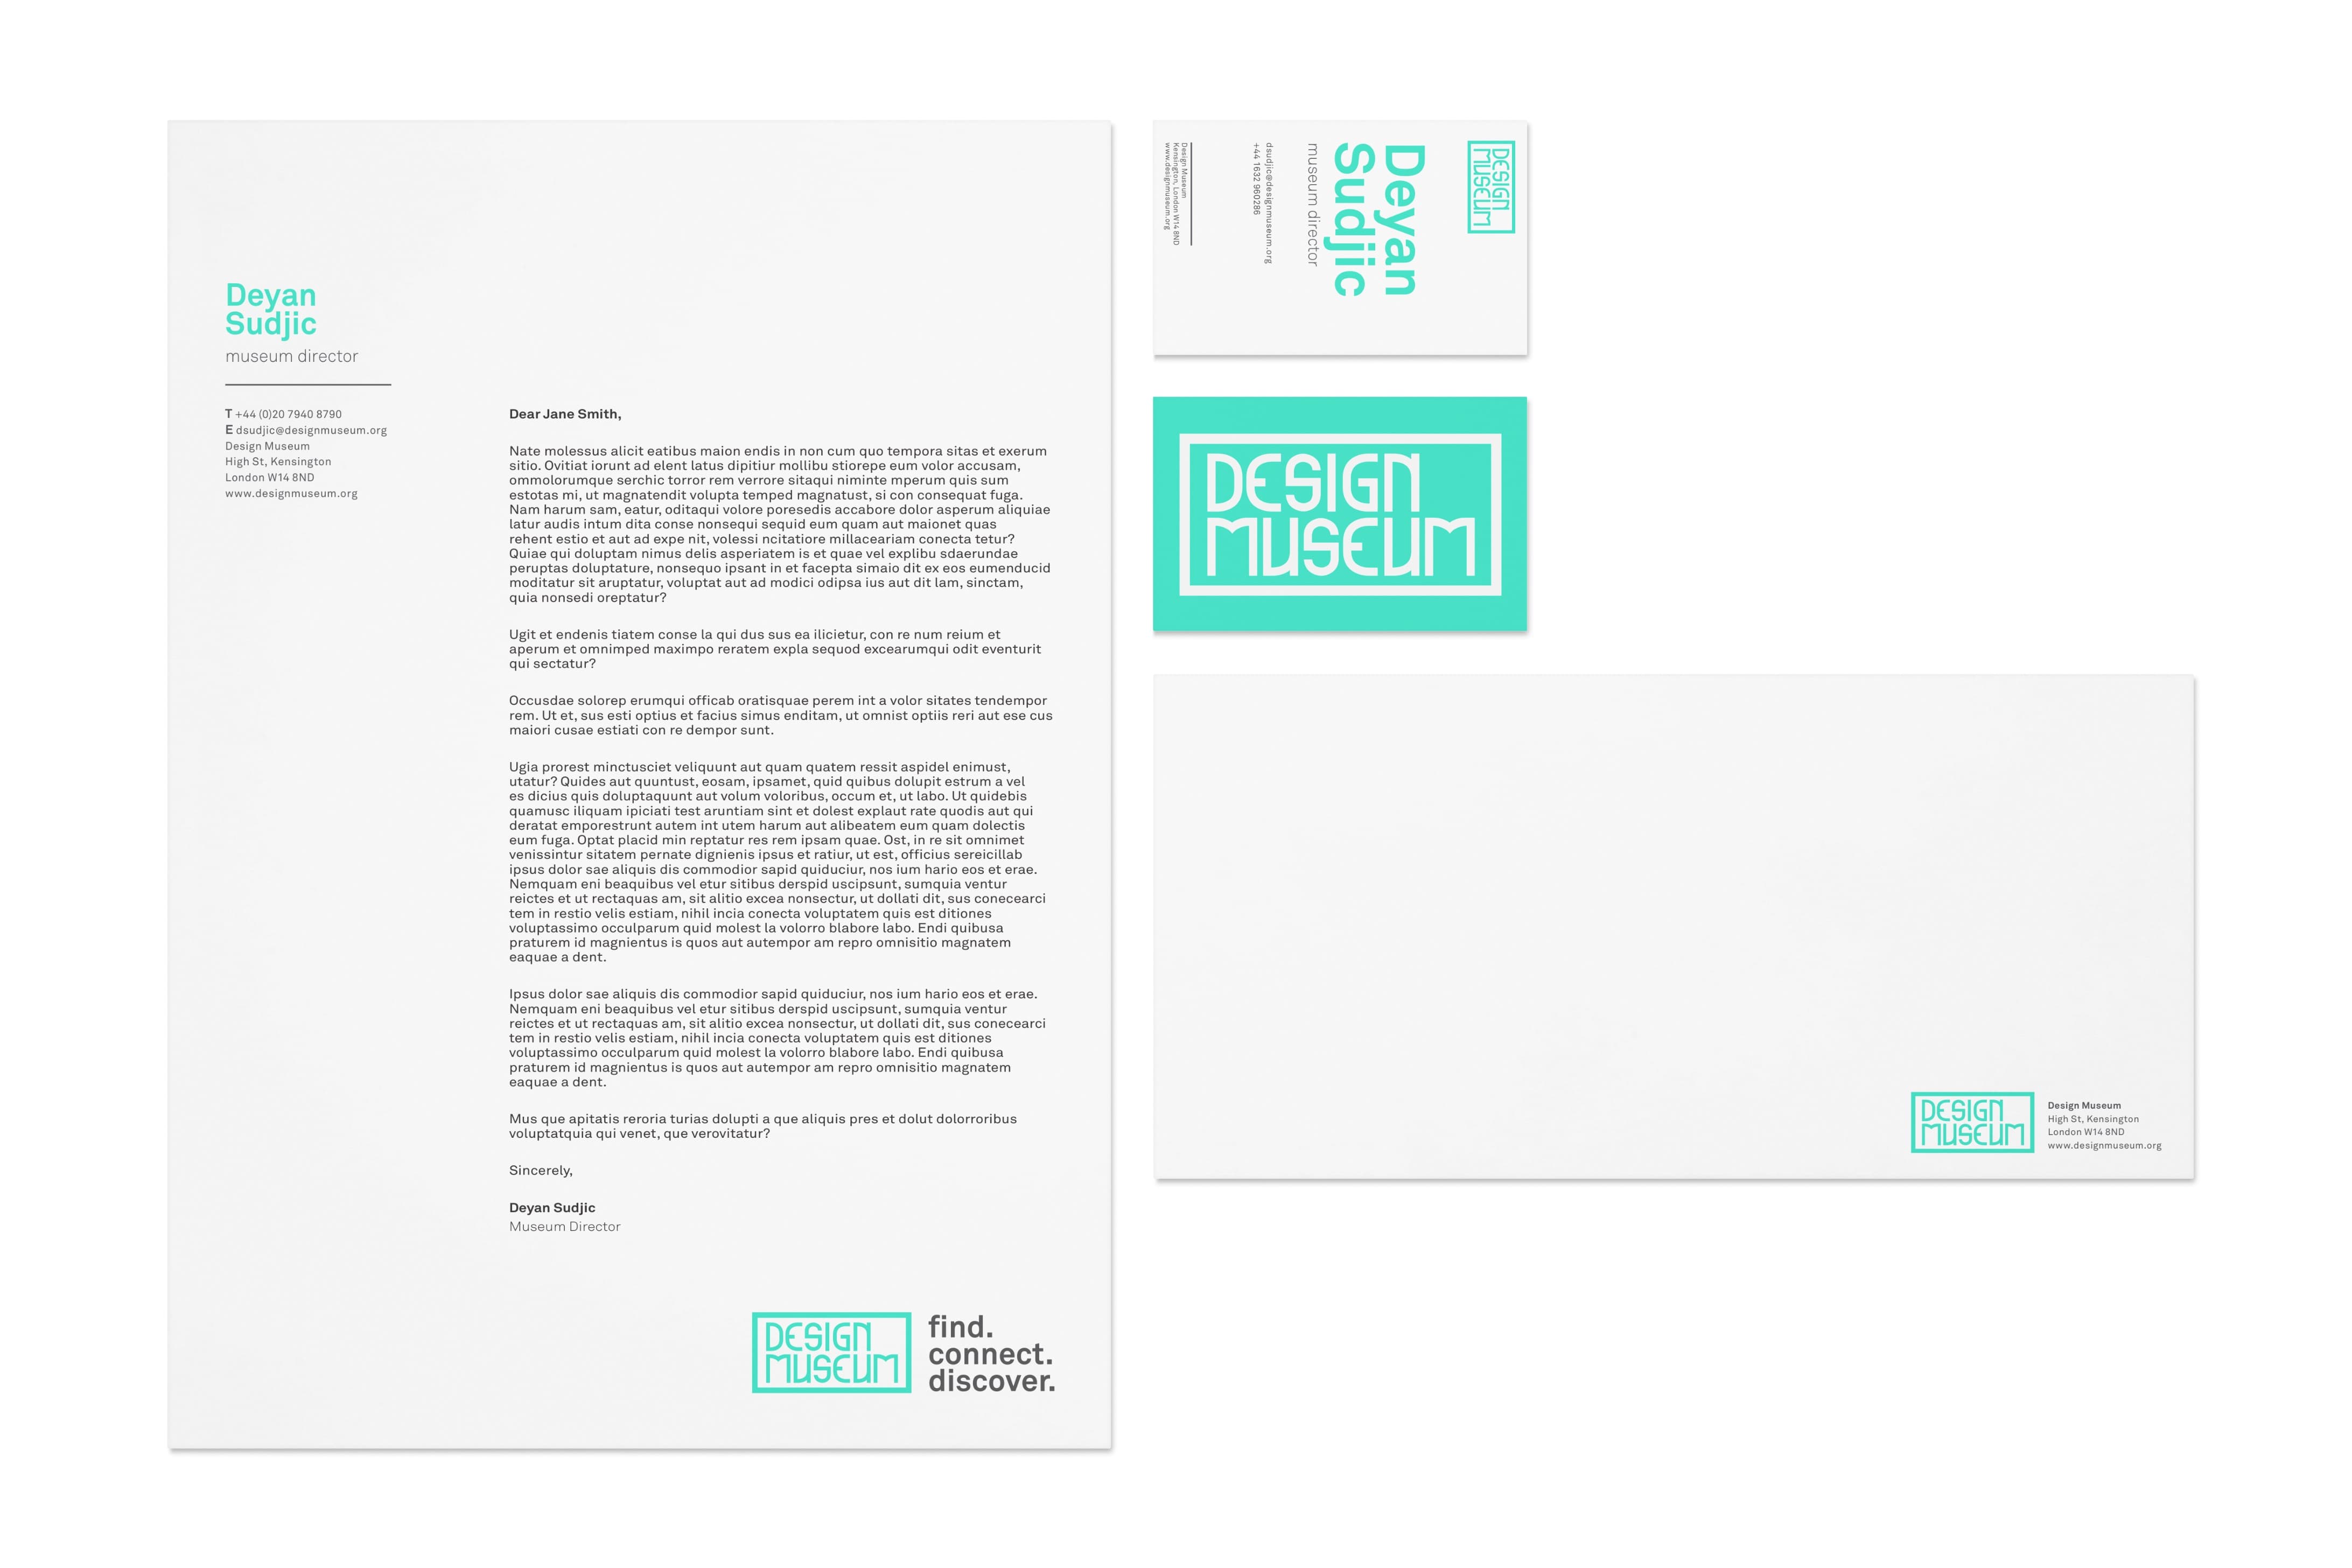 Deyan
Sudjic
museum director
T +44 (0)20 7940 8790
E dsudjic@designmuseum.org
Design Museum
High St, Kensington
London W14 8ND
www.designmuseum.org
Dear Jane Smith,
Nate molessus alicit eatibus maion endis in non cum quo tempora sitas et exerum
sitio. Ovitiat iorunt ad elent latus dipitiur mollibu stiorepe eum volor accusam,
ommolorumque serchic torror rem verrore sitaqui niminte mperum quis sum
estotas mi, ut magnatendit volupta temped magnatust, si con consequat fuga.
Nam harum sam, eatur, oditaqui volore poresedis accabore dolor asperum aliquiae
latur audis intum dita conse nonsequi sequid eum quam aut maionet quas
rehent estio et aut ad expe nit, volessi ncitatiore millaceariam conecta tetur?
Quiae qui doluptam nimus delis asperiatem is et quae vel explibu sdaerundae
peruptas doluptature, nonsequo ipsant in et facepta simaio dit ex eos eumenducid
moditatur sit aruptatur, voluptat aut ad modici odipsa ius aut dit lam, sinctam,
quia nonsedi oreptatur?
Ugit et endenis tiatem conse la qui dus sus ea ilicietur, con re num reium et
aperum et omnimped maximpo reratem expla sequod excearumqui odit eventurit
qui sectatur?
Occusdae solorep erumqui officab oratisquae perem int a volor sitates tendempor
rem. Ut et, sus esti optius et facius simus enditam, ut omnist optiis reri aut ese cus
maiori cusae estiati con re dempor sunt.
Ugia prorest minctusciet veliquunt aut quam quatem ressit aspidel enimust,
utatur? Quides aut quuntust, eosam, ipsamet, quid quibus dolupit estrum a vel
es dicius quis doluptaquunt aut volum voloribus, occum et, ut labo. Ut quidebis
quamusc iliquam ipiciati test aruntiam sint et dolest explaut rate quodis aut qui
deratat emporestrunt autem int utem harum aut alibeatem eum quam dolectis
eum fuga. Optat placid min reptatur res rem ipsam quae. Ost, in re sit omnimet
venissintur sitatem pernate dignienis ipsus et ratiur, ut est, officius sereicillab
ipsus dolor sae aliquis dis commodior sapid quiduciur, nos ium hario eos et erae.
Nemquam eni beaquibus vel etur sitibus derspid uscipsunt, sumquia ventur
reictes et ut rectaquas am, sit alitio excea nonsectur, ut dollati dit, sus conecearci
tem in restio velis estiam, nihil incia conecta voluptatem quis est ditiones
voluptassimo occulparum quid molest la volorro blabore labo. Endi quibusa
praturem id magnientus is quos aut autempor am repro omnisitio magnatem
eaquae a dent.
Ipsus dolor sae aliquis dis commodior sapid quiduciur, nos ium hario eos et erae.
Nemquam eni beaquibus vel etur sitibus derspid uscipsunt, sumquia ventur
reictes et ut rectaquas am, sit alitio excea nonsectur, ut dollati dit, sus conecearci
tem in restio velis estiam, nihil incia conecta voluptatem quis est ditiones
voluptassimo occulparum quid molest la volorro blabore labo. Endi quibusa
praturem id magnientus is quos aut autempor am repro omnisitio magnatem
eaquae a dent.
Mus que apitatis reroria turias dolupti a que aliquis pres et dolut dolorroribus
voluptatquia qui venet, que verovitatur?
Sincerely,
Deyan Sudjic
Museum Director
DESIGN
MUSEUM
find.
connect.
discover.
DESIGN
MUSEUM
Deyan
Sudjic
museum director
dsudjic@designmuseum.org
+44 1632 960286
Design Museum
Kensington, London W14 8ND
www.designmuseum.org
DESIGN
MUSEUM
DESIGN
MUSEUM
Design Museum
High St, Kensington
London W14 8ND
www.designmuseum.org